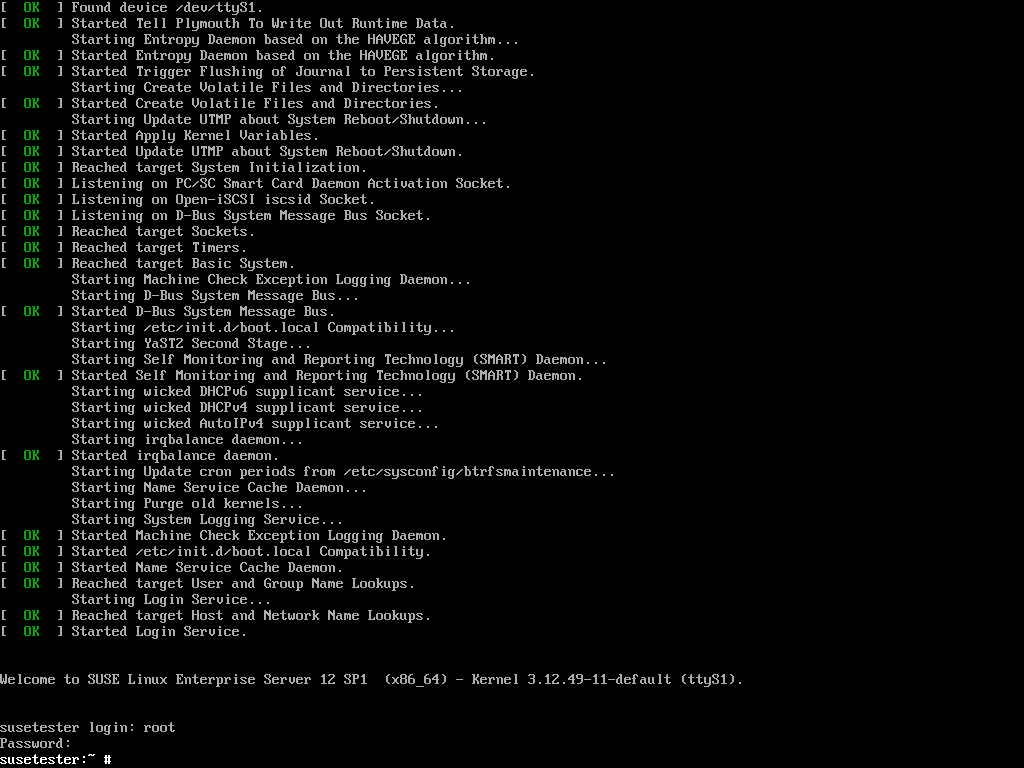 [  OK  ] Found device /dev/ttyS1.
[  OK  ] Started Tell Plymouth To Write Out Runtime Data.
         Starting Entropy Daemon based on the HAVEGE algorithm...
[  OK  ] Started Entropy Daemon based on the HAVEGE algorithm.
[  OK  ] Started Trigger Flushing of Journal to Persistent Storage.
         Starting Create Volatile Files and Directories...
[  OK  ] Started Create Volatile Files and Directories.
         Starting Update UTMP about System Reboot/Shutdown...
[  OK  ] Started Apply Kernel Variables.
[  OK  ] Started Update UTMP about System Reboot/Shutdown.
[  OK  ] Reached target System Initialization.
[  OK  ] Listening on PC/SC Smart Card Daemon Activation Socket.
[  OK  ] Listening on Open-iSCSI iscsid Socket.
[  OK  ] Listening on D-Bus System Message Bus Socket.
[  OK  ] Reached target Sockets.
[  OK  ] Reached target Timers.
[  OK  ] Reached target Basic System.
         Starting Machine Check Exception Logging Daemon...
         Starting D-Bus System Message Bus...
[  OK  ] Started D-Bus System Message Bus.
         Starting /etc/init.d/boot.local Compatibility...
         Starting YaST2 Second Stage...
         Starting Self Monitoring and Reporting Technology (SMART) Daemon...
[  OK  ] Started Self Monitoring and Reporting Technology (SMART) Daemon.
         Starting wicked DHCPv6 supplicant service...
         Starting wicked DHCPv4 supplicant service...
         Starting wicked AutoIPv4 supplicant service...
         Starting irqbalance daemon...
[  OK  ] Started irqbalance daemon.
         Starting Update cron periods from /etc/sysconfig/btrfsmaintenance...
         Starting Name Service Cache Daemon...
         Starting Purge old kernels...
         Starting System Logging Service...
[  OK  ] Started Machine Check Exception Logging Daemon.
[  OK  ] Started /etc/init.d/boot.local Compatibility.
[  OK  ] Started Name Service Cache Daemon.
[  OK  ] Reached target User and Group Name Lookups.
         Starting Login Service...
[  OK  ] Reached target Host and Network Name Lookups.
[  OK  ] Started Login Service.
Welcome to SUSE Linux Enterprise Server 12 SP1  (x86_64) - Kernel 3.12.49-11-default (ttyS1).
susetester login: root
Password:
susetester:~ #